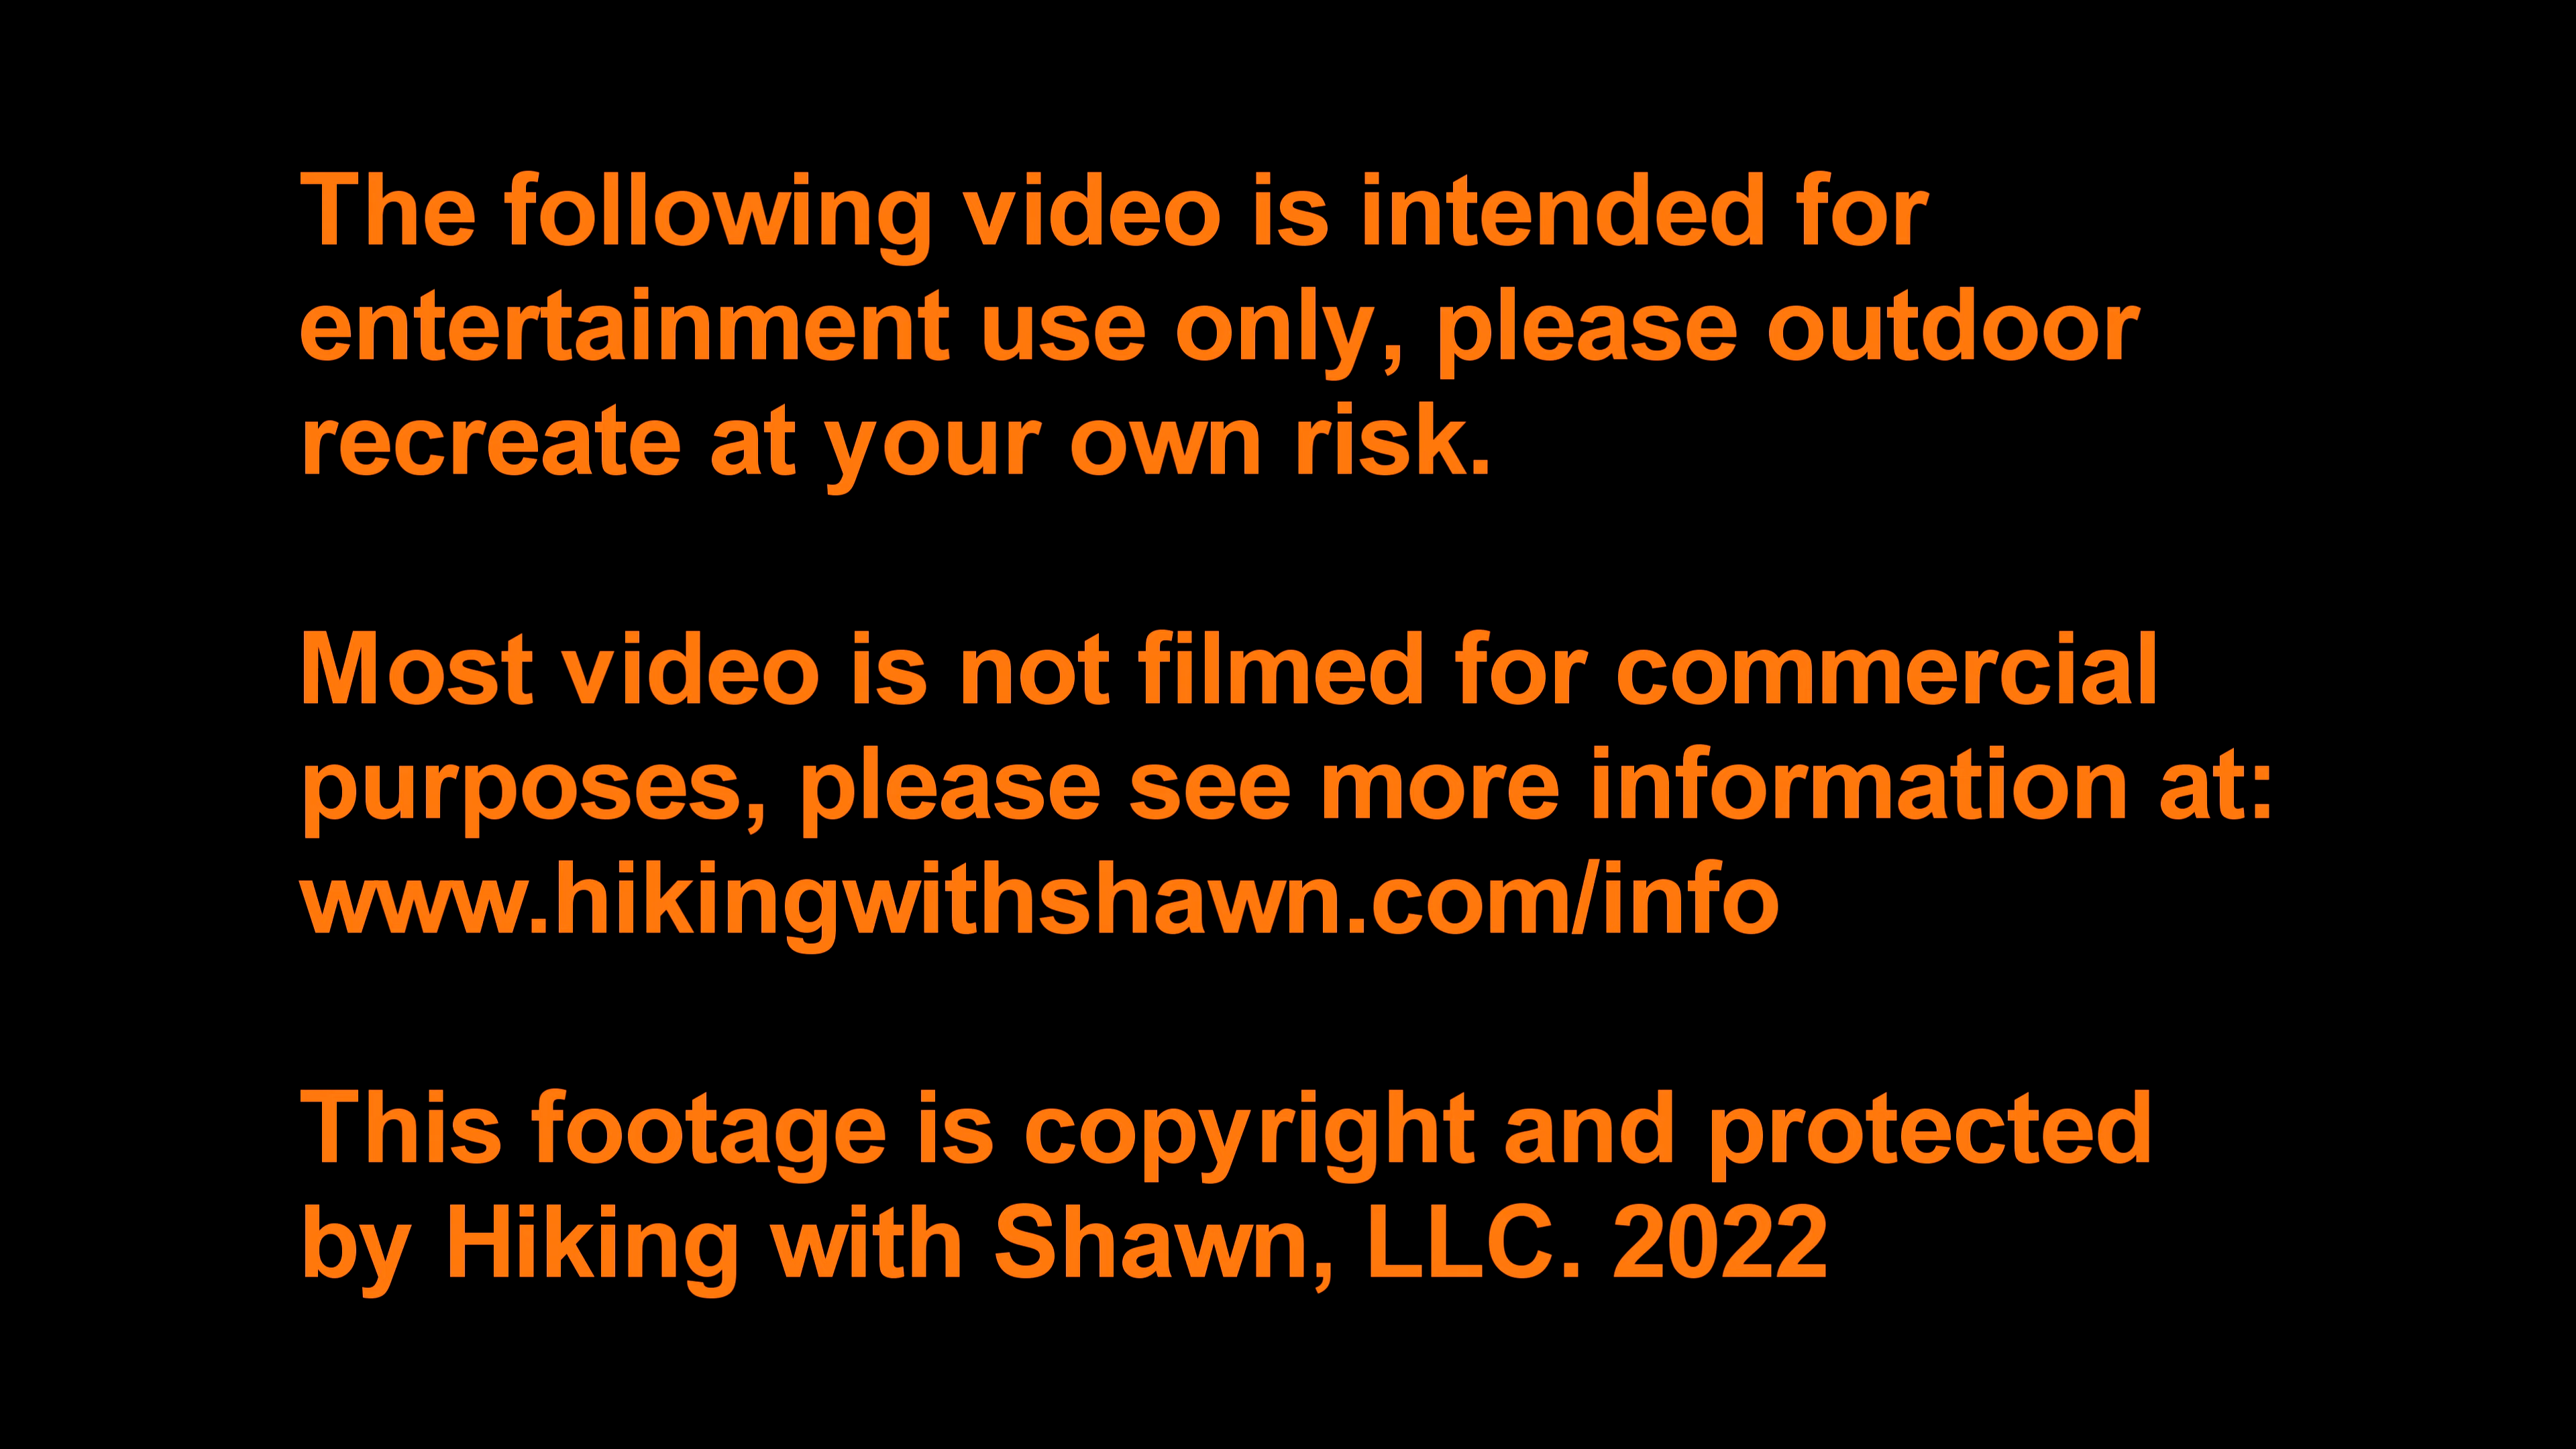 The following video is intended for
entertainment use only, please outdoor
recreate at your own risk.
Most video is not filmed for commercial
purposes, please see more information at:
www.hikingwithshawn.com/info
This footage is copyright and protected
by Hiking with Shawn, LLC. 2022